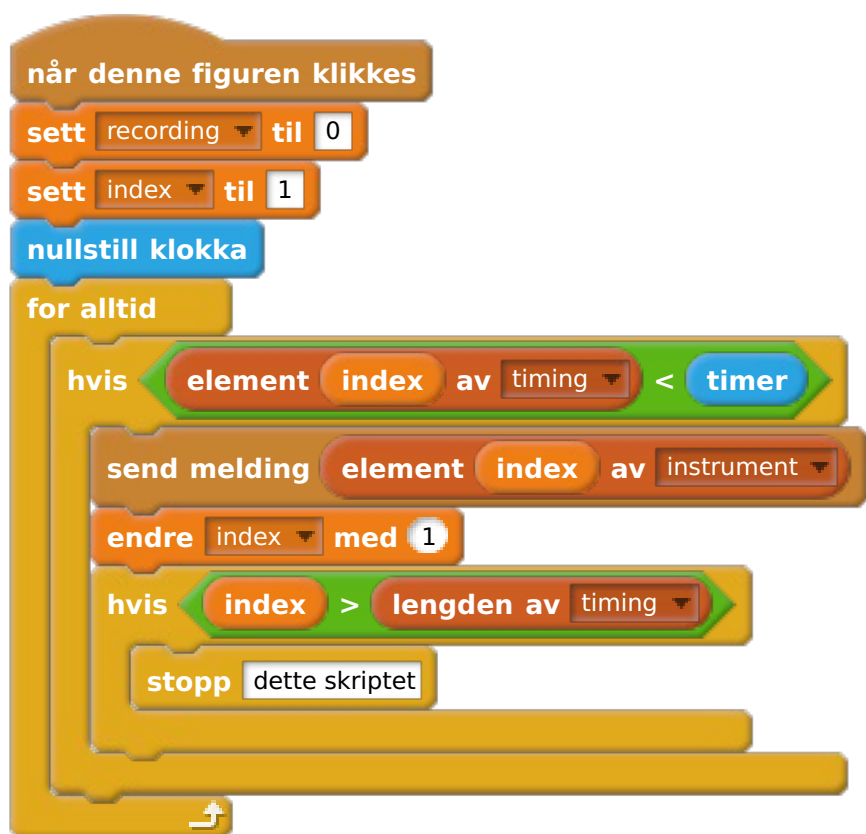 når denne figuren klikkes
sett recording til 0
sett index til 1
nullstill klokka
for alltid
hvis element index av timing < timer
send melding element index av instrument
endre index med 1
hvis index > lengden av timing
stopp dette skriptet